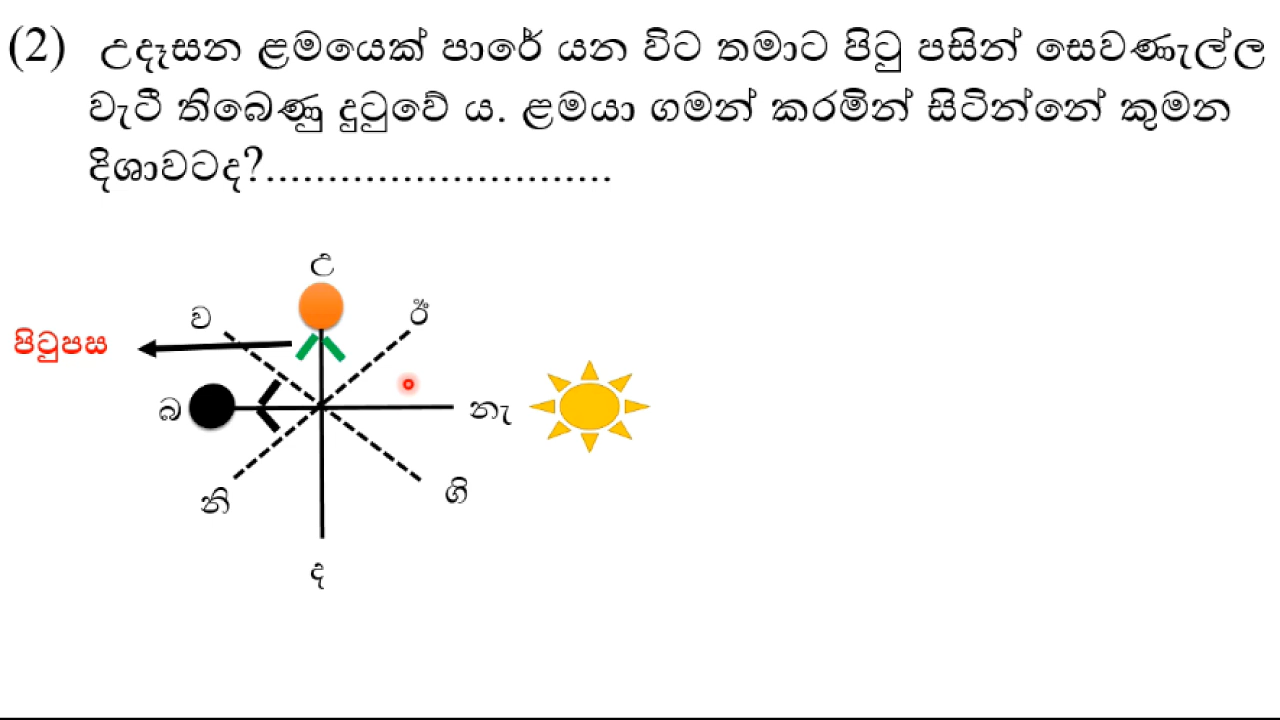 (2) උදෑසන ළමයෙක් පාරේ යන විට තමාට පිටු පසින් සෙවණැල්ල
වැටී තිබෙණු දුටුවේ ය. ළමයා ගමන් කරමින් සිටින්නේ කුමන
දිශාවටද?............................
උ
ව
ඊ
පිටුපස
බ
නැ
නි
ගි
ද